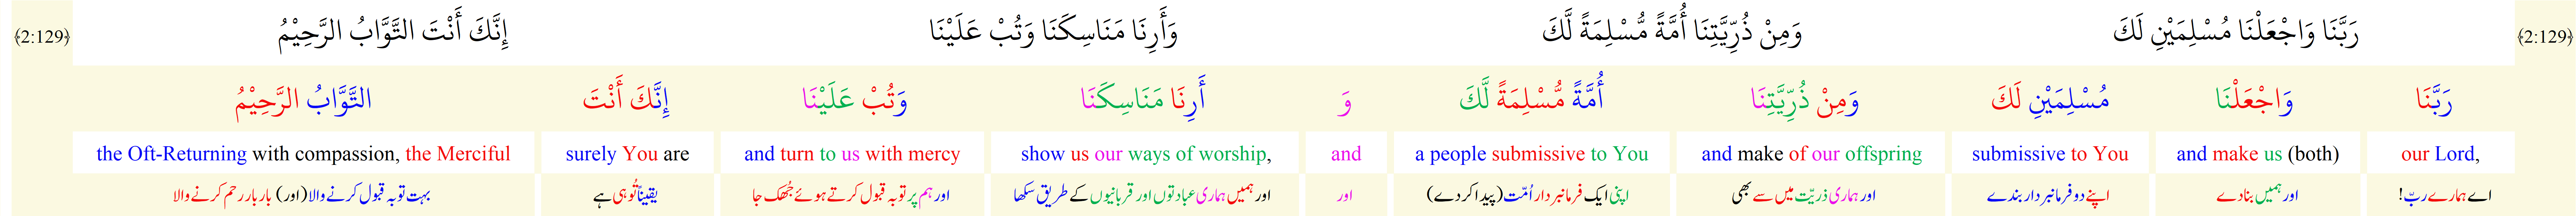 ﴿2:129﴾ رَبَّنَا وَاجْعَلْنَا مُسْلِمَيْنِ لَكَ وَمِنْ ذُرِّيَّتِنَا أُمَّةً مُّسْلِمَةً لَّكَ وَأَرِنَا مَنَاسِكَنَا وَتُبْ عَلَيْنَا إِنَّكَ أَنْتَ التَّوَّابُ الرَّحِيْمُ ﴿2:129﴾
رَبَّنَا وَاجْعَلْنَا مُسْلِمَيْنِ لَكَ وَمِنْ ذُرِّيَّتِنَا أُمَّةً مُّسْلِمَةً لَّكَ وَ أَرِنَا مَنَاسِكَنَا وَتُبْ عَلَيْنَا إِنَّكَ أَنْتَ التَّوَّابُ الرَّحِيْمُ
our Lord, and make us (both) submissive to You and make of our offspring a people submissive to You and show us our ways of worship, and turn to us with mercy surely You are the Oft-Returning with compassion, the Merciful
اے ہمارے ربّ! اور ہمیں بنادے اپنے دو فرمانبردار بندے اور ہماری ذریّت میں سے بھی اپنی ایک فرمانبردار اُمّت (پیدا کردے) اور اور ہمیں ہماری عبادتوں اور قربانیوں کے طریق سکھا اور ہم پر توبہ قبول کرتے ہوئے جُھک جا یقیناً تُو ہی ہے بہت توبہ قبول کرنے والا (اور) بار بار رحم کرنے والا